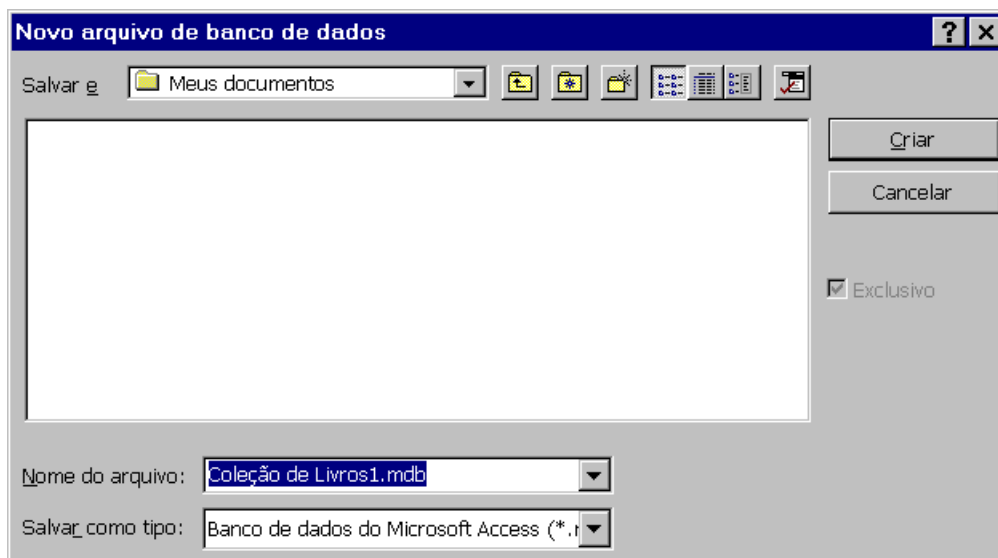 Novo arquivo de banco de dados
Salvar e Meus documentos
Criar
Cancelar
Exclusivo
Nome do arquivo: Coleção de Livros1.mdb
Salvar como tipo: Banco de dados do Microsoft Access (*.